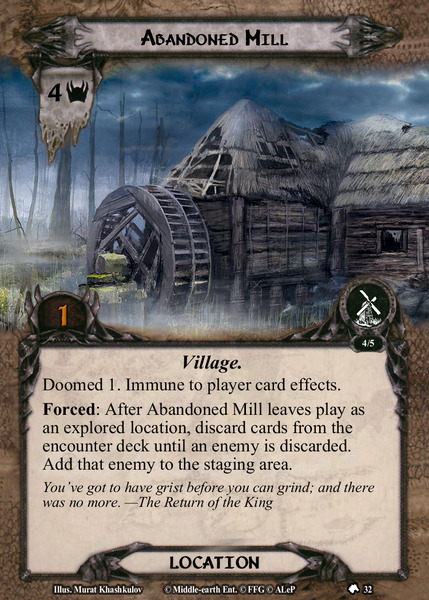 Abandoned Mill
4
1
4/5
Village.
Doomed 1. Immune to player card effects.
Forced: After Abandoned Mill leaves play as
an explored location, discard cards from the
encounter deck until an enemy is discarded.
Add that enemy to the staging area.
You've got to have grist before you can grind; and there
was no more. —The Return of the King
LOCATION
Illus. Murat Khashkulov © Middle-earth Ent. © FFG © ALeP 32